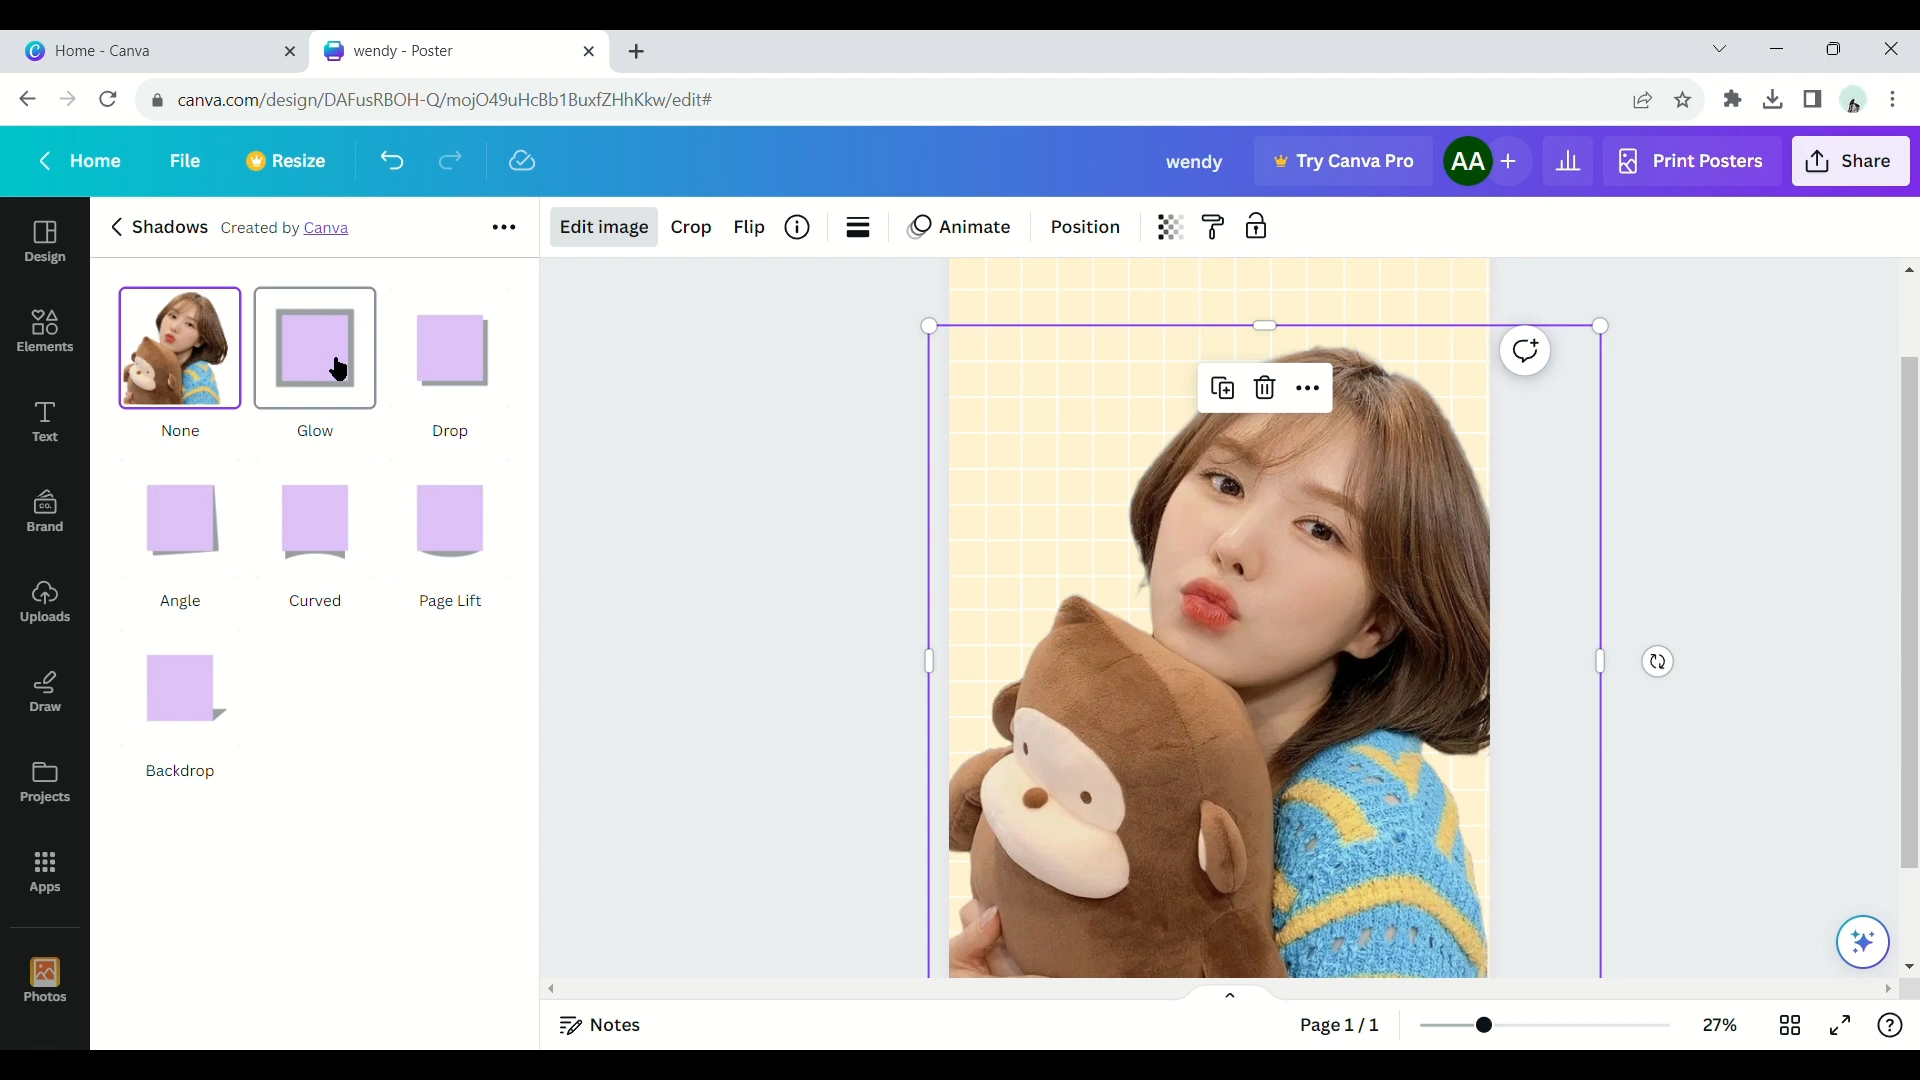 Home - Canva
wendy - Poster
canva.com/design/DAFusRBOH-Q/mojO49uHcBb1BuxfZHhKkw/edit#
Home
File
Resize
wendy
Try Canva Pro
AA
Print Posters
Share
Design
Elements
Text
CO.
Brand
Uploads
Draw
Projects
Apps
Photos
Shadows Created by Canva
None
Glow
Drop
Angle
Curved
Page Lift
Backdrop
Edit image
Crop
Flip
Animate
Position
Notes
Page 1 / 1
27%